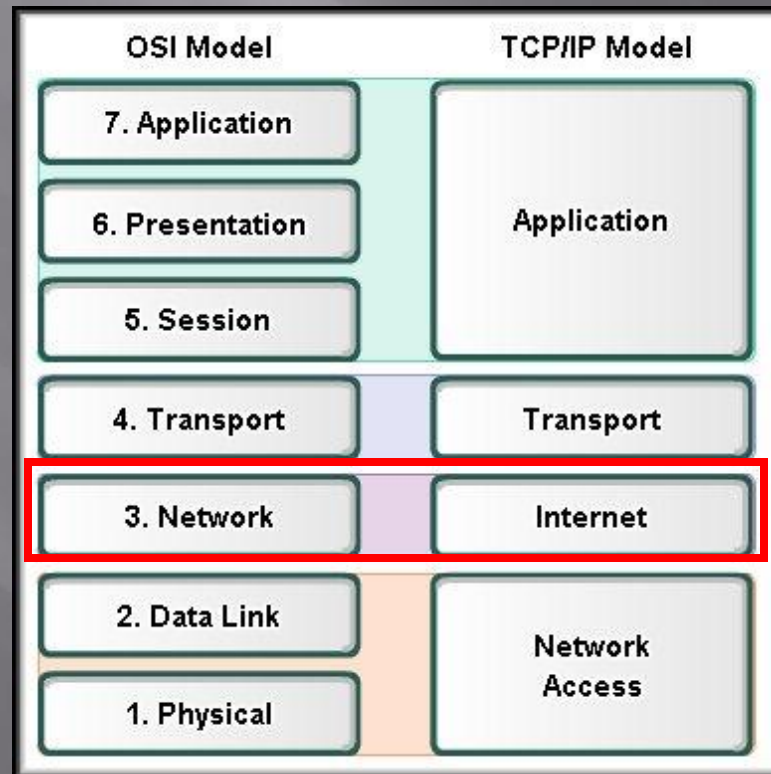 OSI Model
TCP/IP Model
7. Application
6. Presentation
5. Session
Application
4. Transport
Transport
3. Network
Internet
2. Data Link
1. Physical
Network
Access